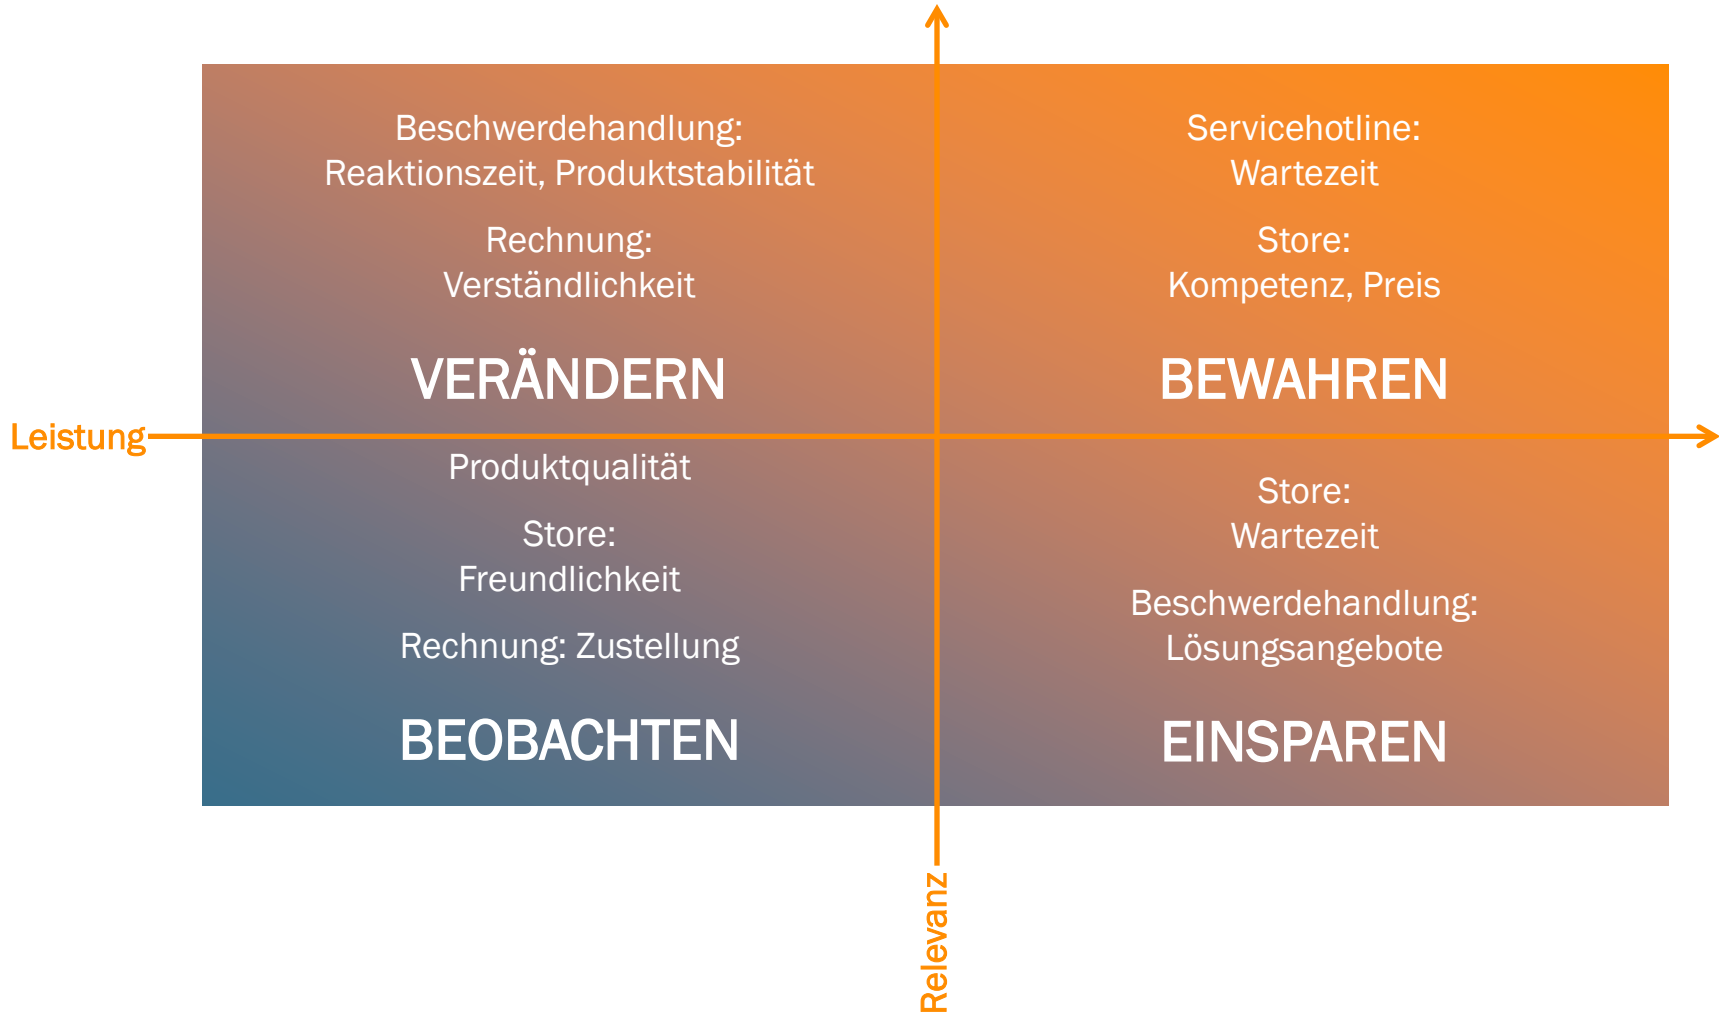 Beschwerdehandlung:
Reaktionszeit, Produktstabilität
Rechnung:
Verständlichkeit
VERÄNDERN
Servicehotline:
Wartezeit
Store:
Kompetenz, Preis
BEWAHREN
Leistung
Produktqualität
Store:
Freundlichkeit
Rechnung: Zustellung
BEOBACHTEN
Store:
Wartezeit
Beschwerdehandlung:
Lösungsangebote
EINSPAREN
Relevanz